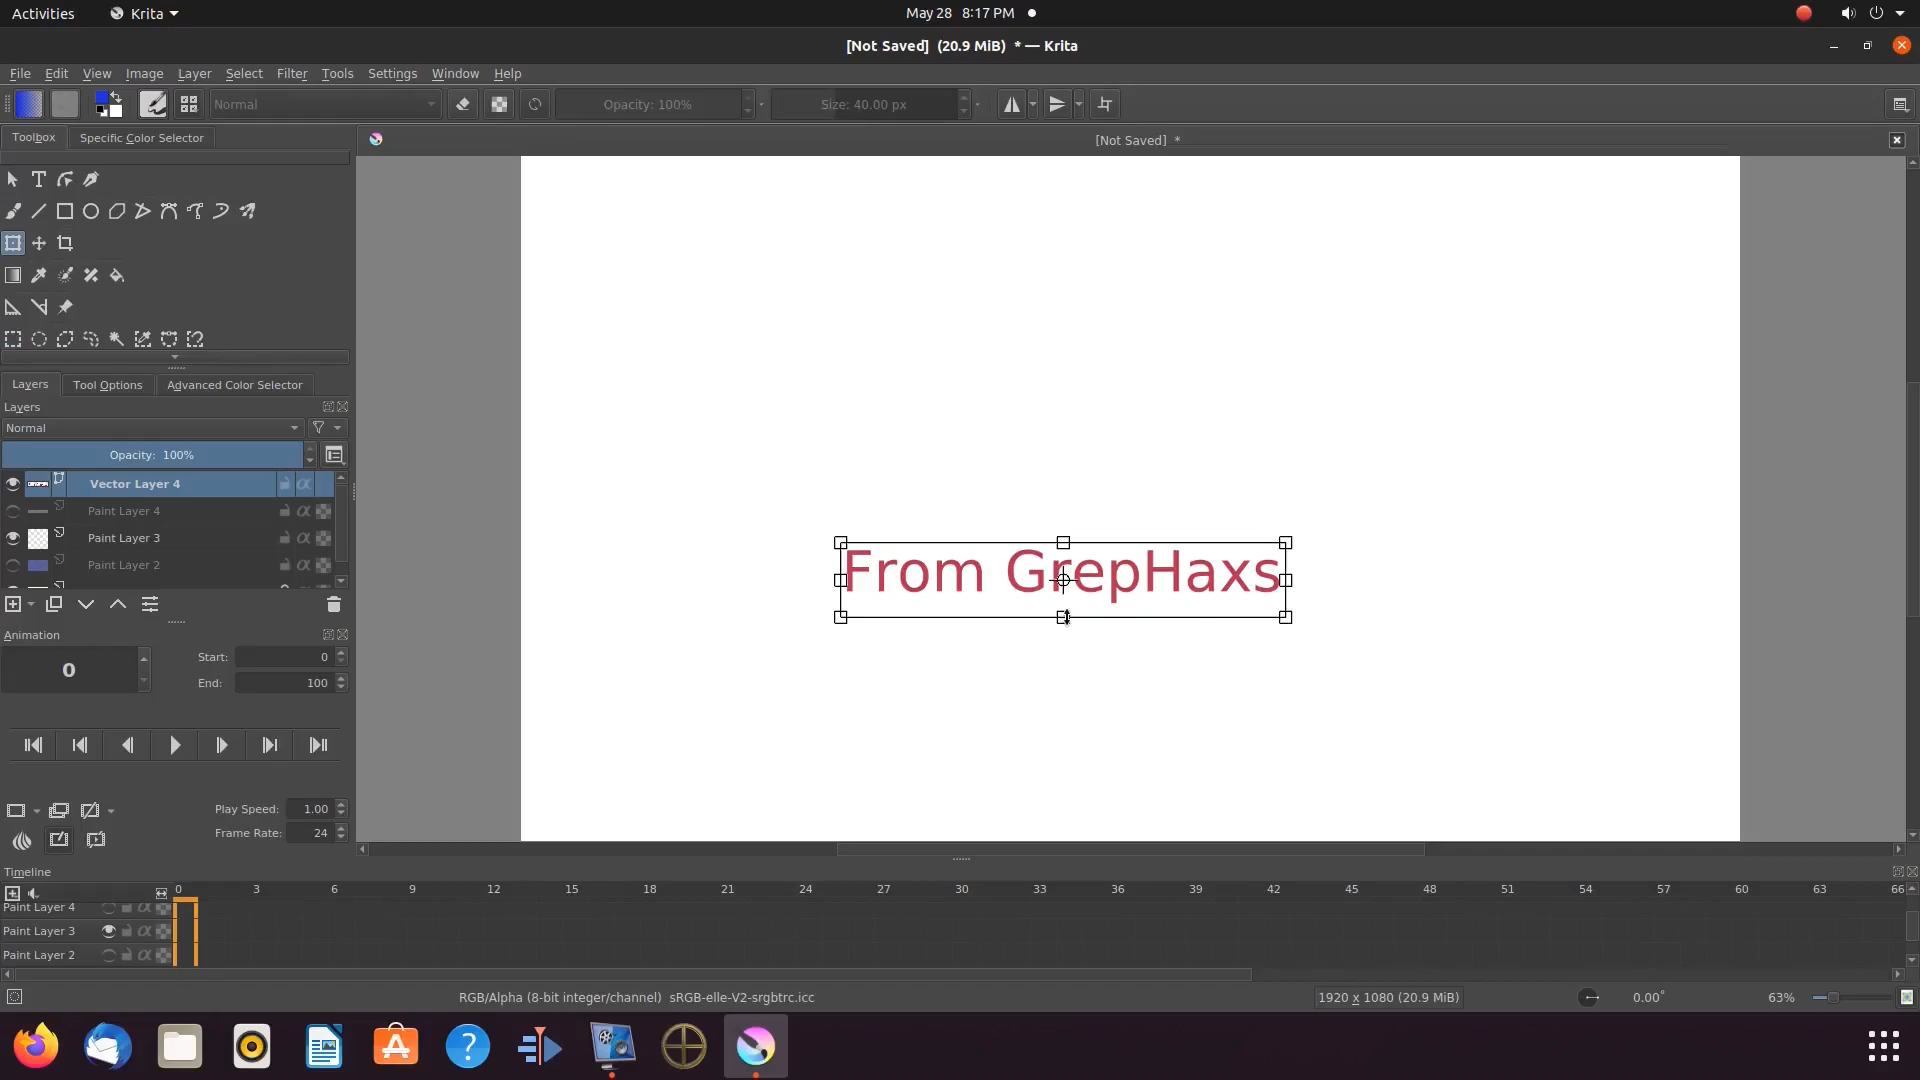 Activities
Krita
May 28 8:17 PM
[Not Saved] (20.9 MiB) * — Krita
File Edit View Image Layer Select Filter Tools Settings Window Help
Normal
Opacity: 100%
Size: 40.00 px
Toolbox
Specific Color Selector
[Not Saved] *
Layers
Tool Options
Advanced Color Selector
Layers
Normal
Opacity: 100%
Vector Layer 4
Paint Layer 4
Paint Layer 3
Paint Layer 2
From GrepHaxs
Animation
0
Start: 0
End: 100
Play Speed: 1.00
Frame Rate: 24
Timeline
0 3 6 9 12 15 18 21 24 27 30 33 36 39 42 45 48 51 54 57 60 63 66
Paint Layer 4
Paint Layer 3
Paint Layer 2
RGB/Alpha (8-bit integer/channel) sRGB-elle-V2-srgbtrc.icc
1920 x 1080 (20.9 MiB)
0.00°
63%